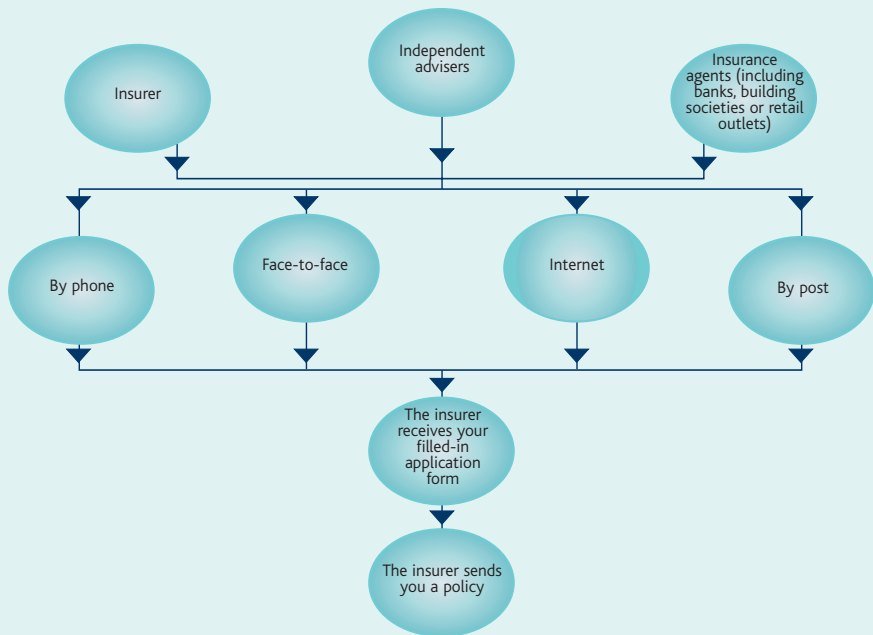 Insurer
Independent
advisers
Insurance
agents (including
banks, building
societies or retail
outlets)
By phone
Face-to-face
Internet
By post
The insurer
receives your
filled-in
application
form
The insurer sends
you a policy